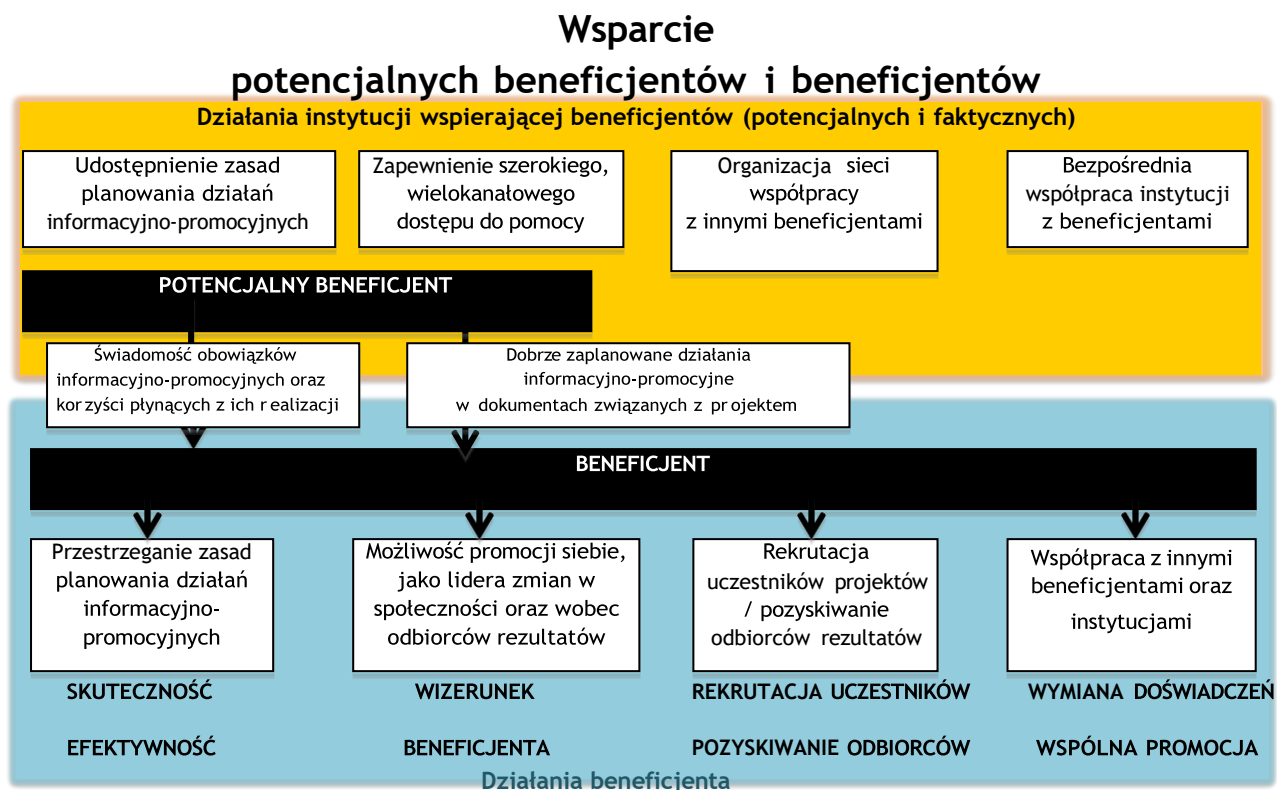 Wsparcie
potencjalnych beneficjentów i beneficjentów
Działania instytucji wspierającej beneficjentów (potencjalnych i faktycznych)
Udostępnienie zasad
planowania działań
informacyjno-promocyjnych
Zapewnienie szerokiego,
wielokanałowego
dostępu do pomocy
Organizacja sieci
współpracy
z innymi beneficjentami
Bezpośrednia
współpraca instytucji
z beneficjentami
POTENCJALNY BENEFICJENT
Świadomość obowiązków
informacyjno-promocyjnych oraz
korzyści płynących z ich realizacji
Dobrze zaplanowane działania
informacyjno-promocyjne
w dokumentach związanych z projektem
BENEFICJENT
Przestrzeganie zasad
planowania działań
informacyjno-
promocyjnych
Możliwość promocji siebie,
jako lidera zmian w
społeczności oraz wobec
odbiorców rezultatów
Rekrutacja
uczestników projektów
/ pozyskiwanie
odbiorców rezultatów
Współpraca z innymi
beneficjentami oraz
instytucjami
SKUTECZNOŚĆ
EFEKTYWNOŚĆ
WIZERUNEK
BENEFICJENTA
REKRUTACJA UCZESTNIKÓW
POZYSKIWANIE ODBIORCÓW
WYMIANA DOŚWIADCZEŃ
WSPÓLNA PROMOCJA
Działania beneficjenta